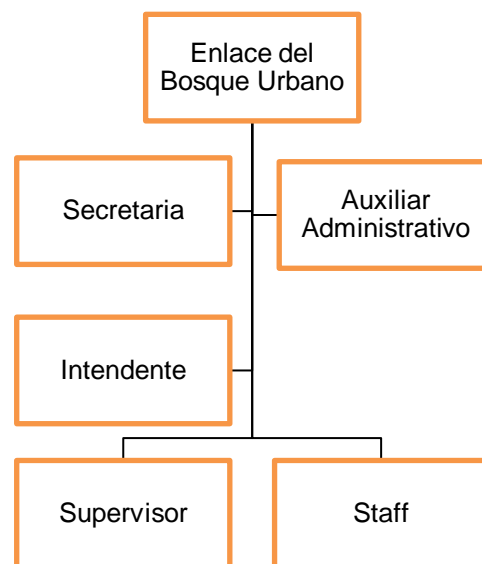 Enlace del
Bosque Urbano
Secretaria
Auxiliar
Administrativo
Intendente
Supervisor
Staff